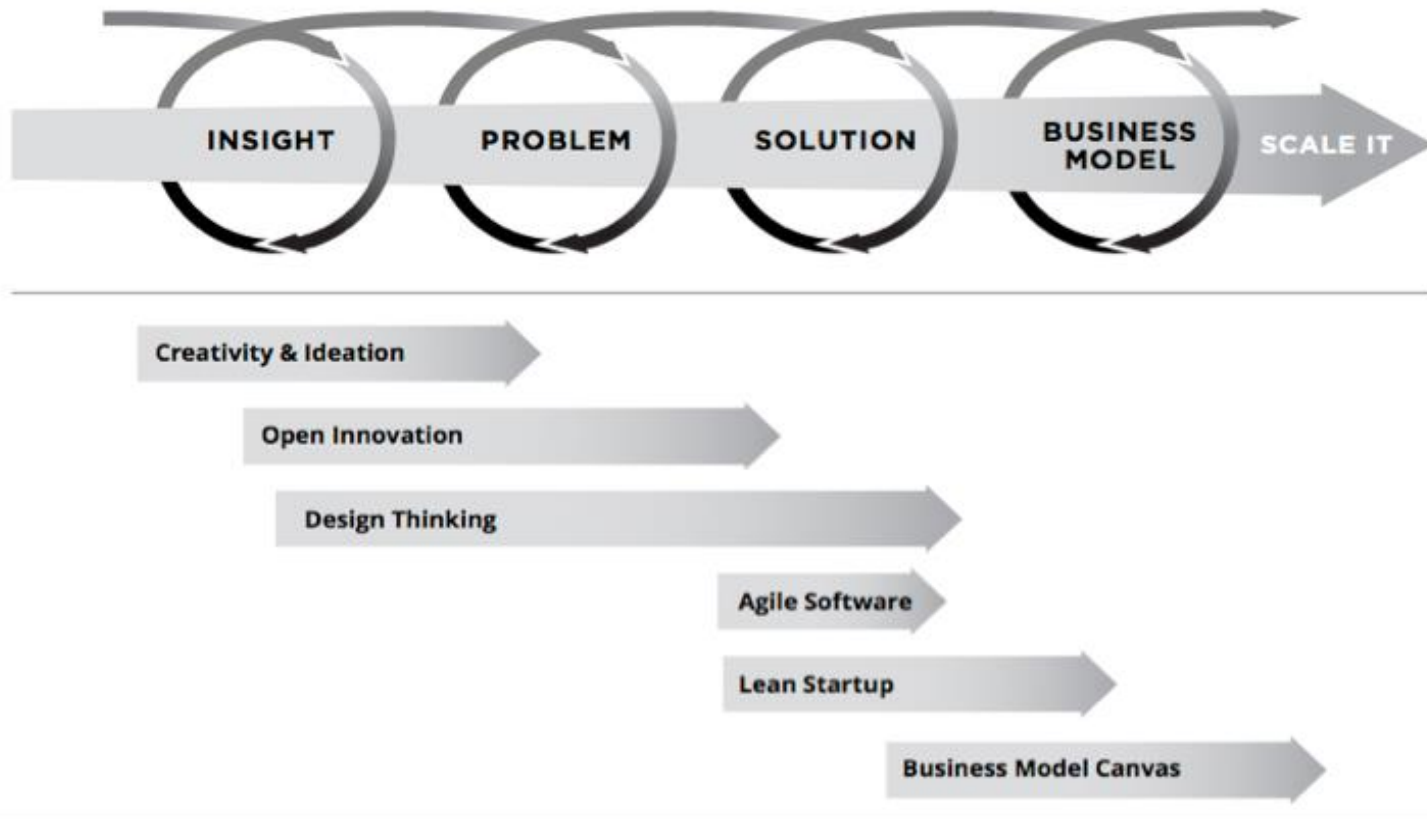 INSIGHT
PROBLEM
SOLUTION
BUSINESS
MODEL
SCALE IT
Creativity & Ideation
Open Innovation
Design Thinking
Agile Software
Lean Startup
Business Model Canvas